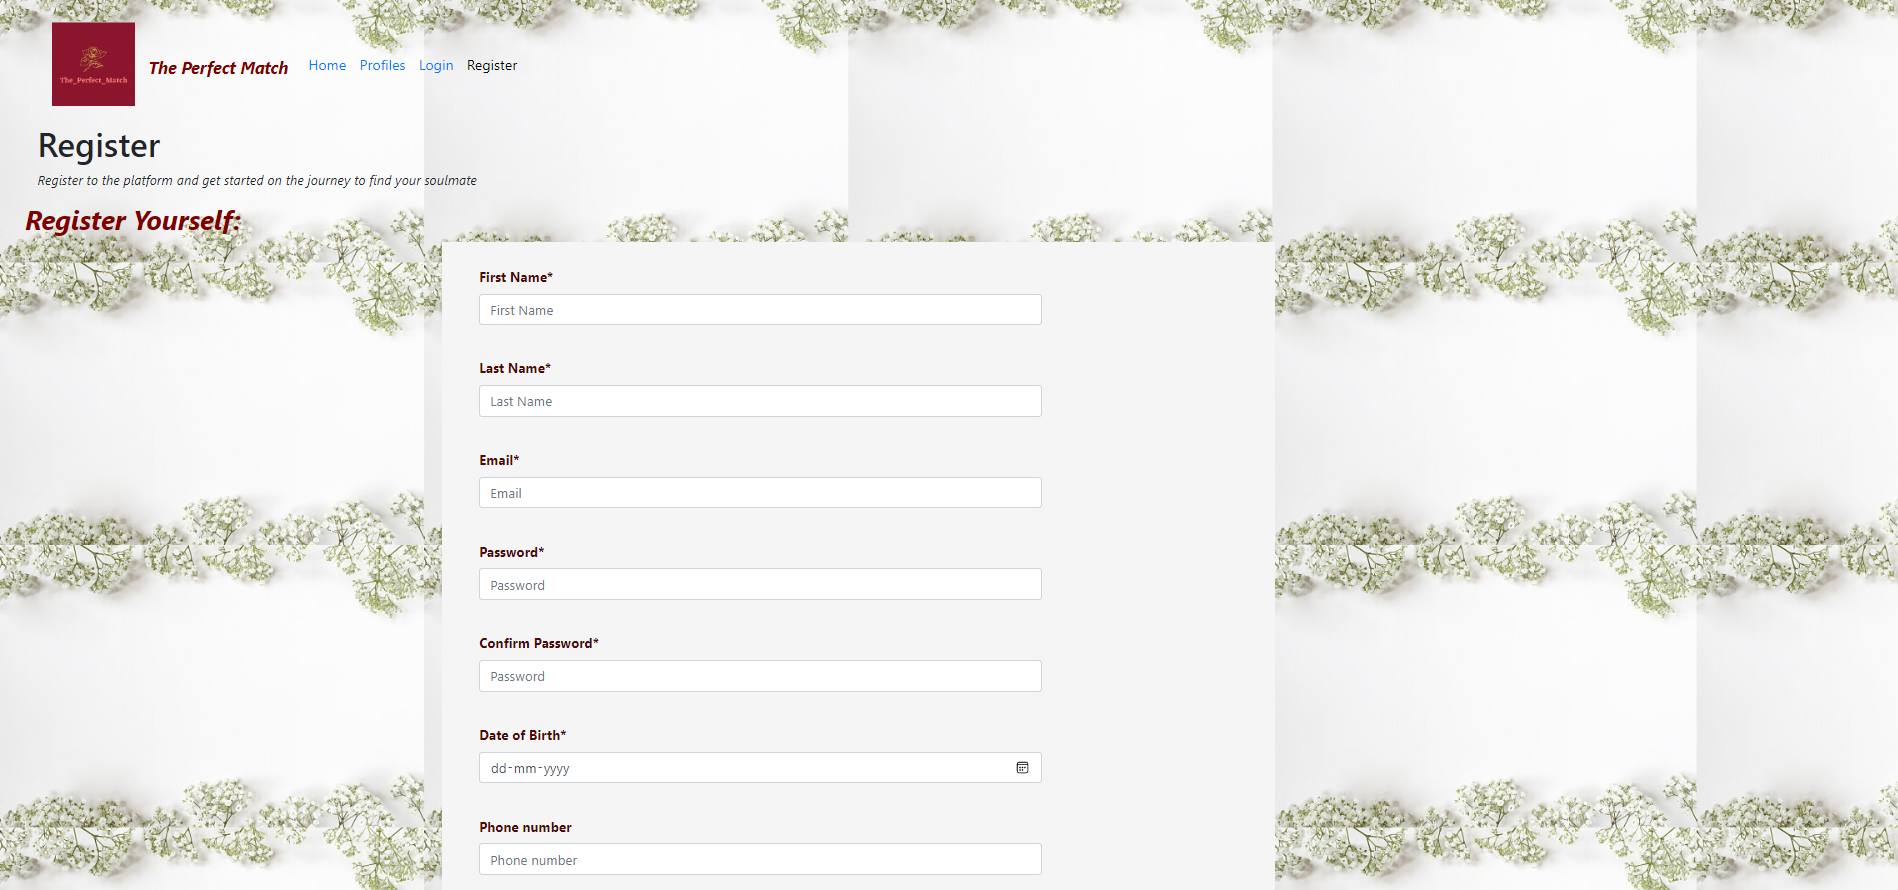 The_Perfect_Match
The Perfect Match Home Profiles Login Register
Register
Register to the platform and get started on the journey to find your soulmate
Register Yourself:
First Name*
First Name
Last Name*
Last Name
Email*
Email
Password*
Password
Confirm Password*
Password
Date of Birth*
dd-mm-yyyy
Phone number
Phone number